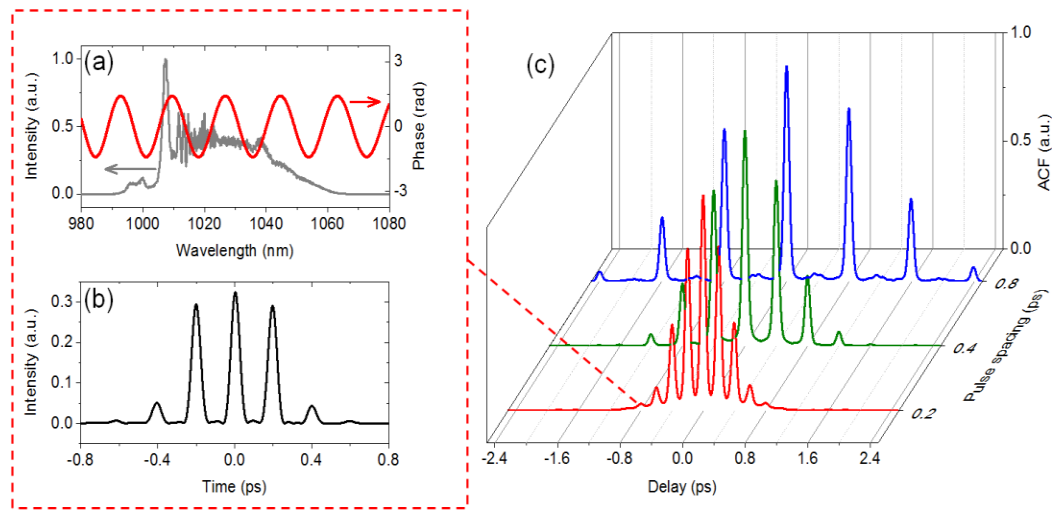 (a)
Intensity (a.u.)
1.0
0.5
0.0
3
0
-3
Phase (rad)
980 1000 1020 1040 1060 1080
Wavelength (nm)
(b)
Intensity (a.u.)
0.3
0.2
0.1
0.0
-0.8 -0.4 0.0 0.4 0.8
Time (ps)
(c)
1.0
0.5
0.0
ACF (a.u.)
0.8
0.4
0.2
Pulse spacing (ps)
-2.4 -1.6 -0.8 0.0 0.8 1.6 2.4
Delay (ps)